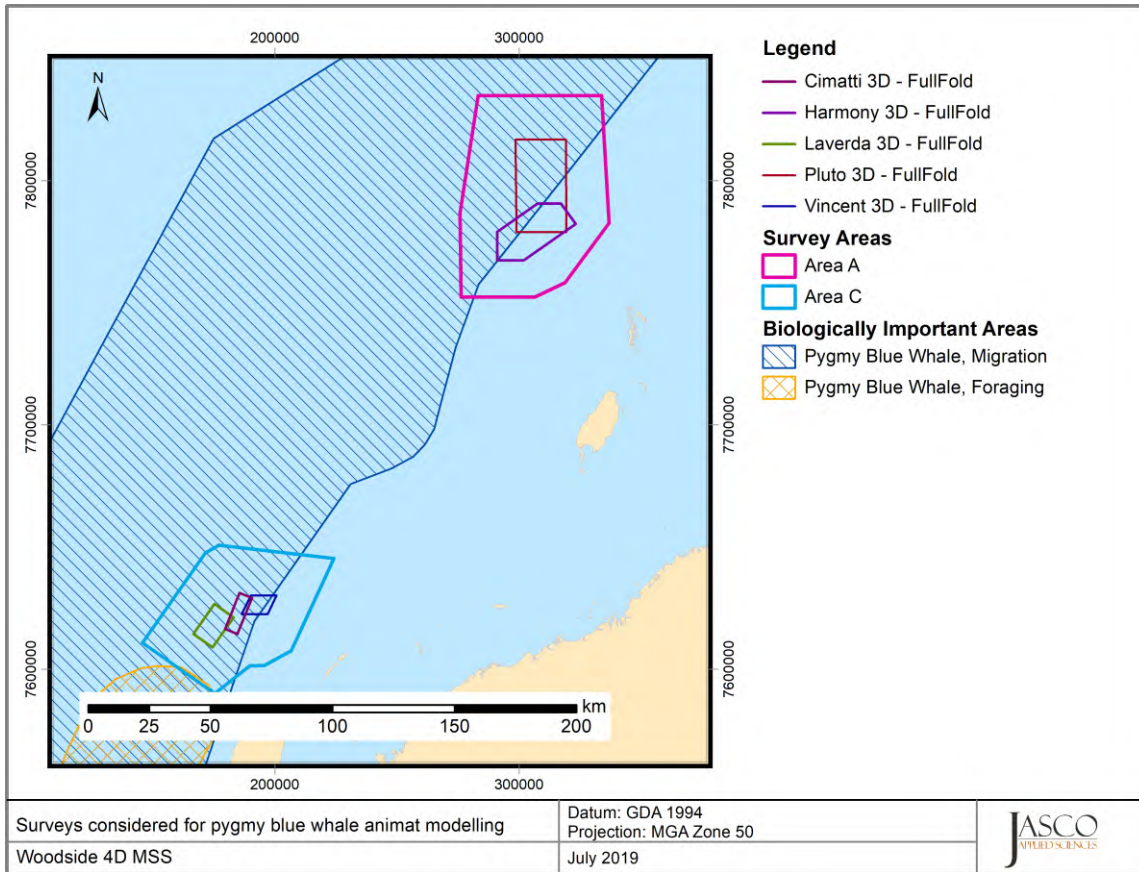 200000
300000
N
7800000
7700000
7600000
7800000
7700000
7600000
0
25
50
100
150
200
km
200000
300000
Legend
Cimatti 3D - FullFold
Harmony 3D - FullFold
Laverda 3D - FullFold
Pluto 3D - FullFold
Vincent 3D - FullFold
Survey Areas
Area A
Area C
Biologically Important Areas
Pygmy Blue Whale, Migration
Pygmy Blue Whale, Foraging
Surveys considered for pygmy blue whale animat modelling
Woodside 4D MSS
Datum: GDA 1994
Projection: MGA Zone 50
July 2019
JASCO
APPLIED SCIENCES